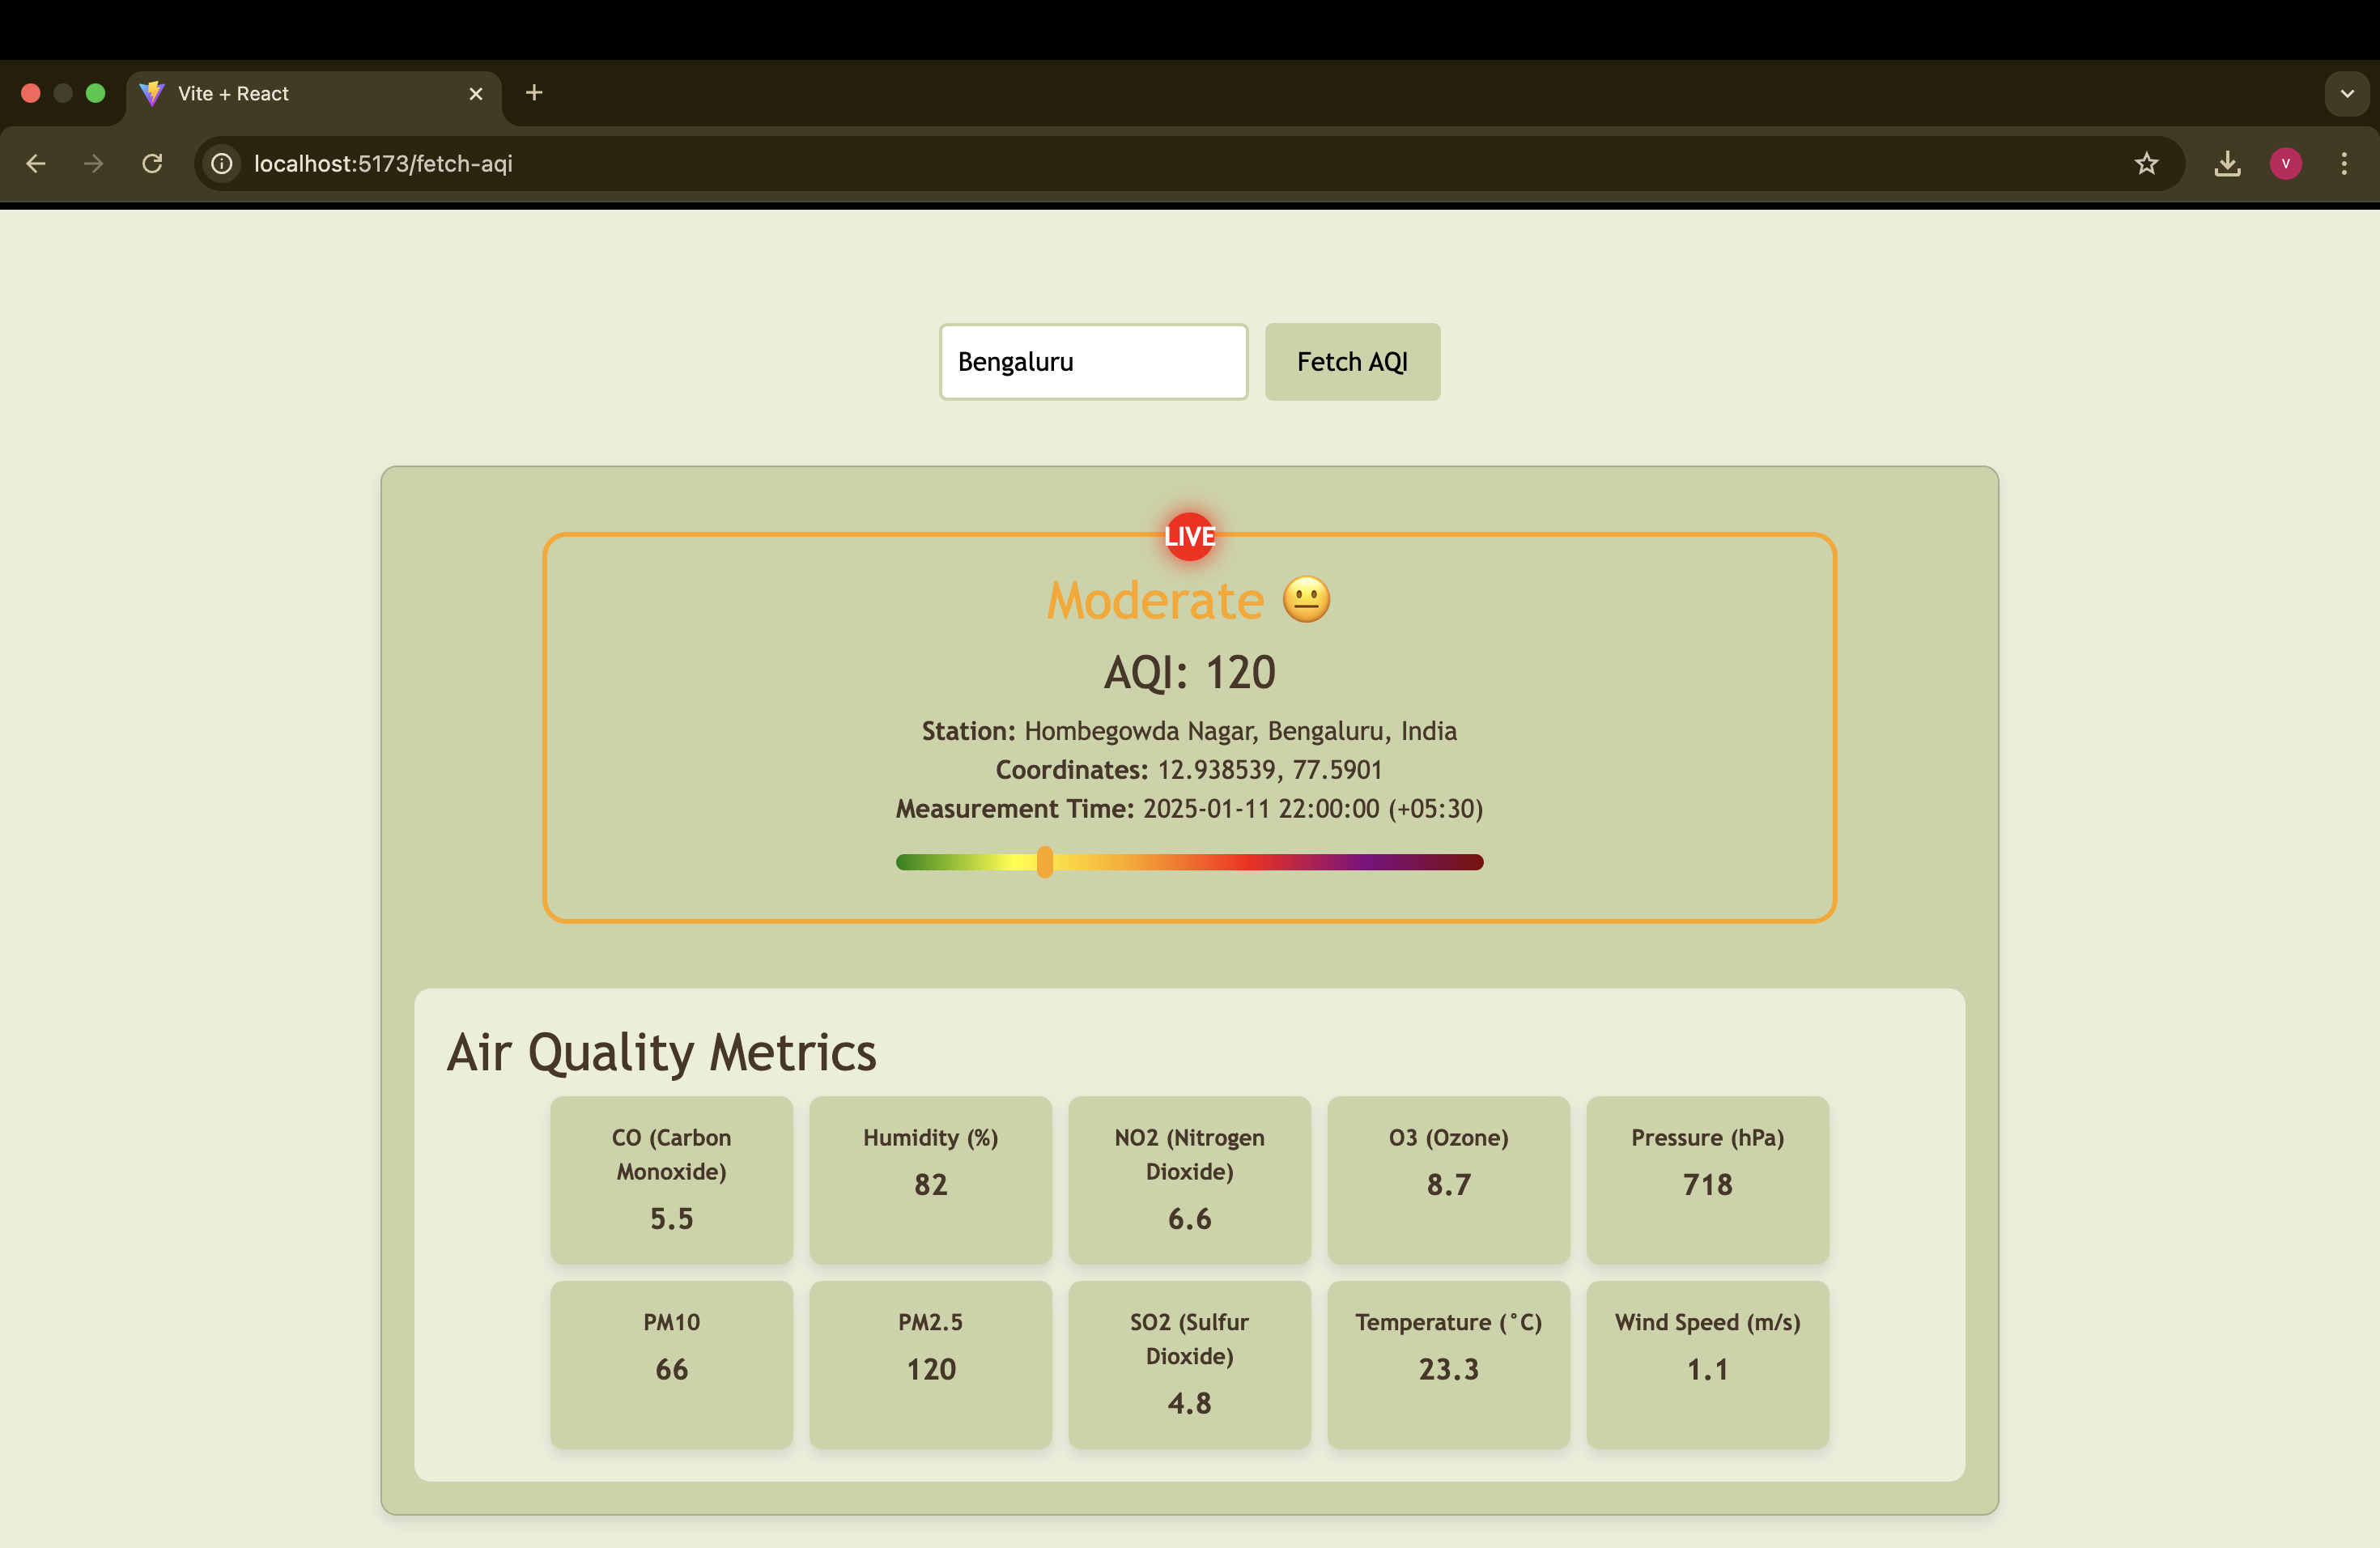 Vite + React
localhost:5173/fetch-aqi
V
Bengaluru
Fetch AQI
LIVE
Moderate 😐
AQI: 120
Station: Hombegowda Nagar, Bengaluru, India
Coordinates: 12.938539, 77.5901
Measurement Time: 2025-01-11 22:00:00 (+05:30)
Air Quality Metrics
CO (Carbon
Monoxide)
5.5
Humidity (%)
82
NO2 (Nitrogen
Dioxide)
6.6
O3 (Ozone)
8.7
Pressure (hPa)
718
PM10
66
PM2.5
120
SO2 (Sulfur
Dioxide)
4.8
Temperature (°C)
23.3
Wind Speed (m/s)
1.1